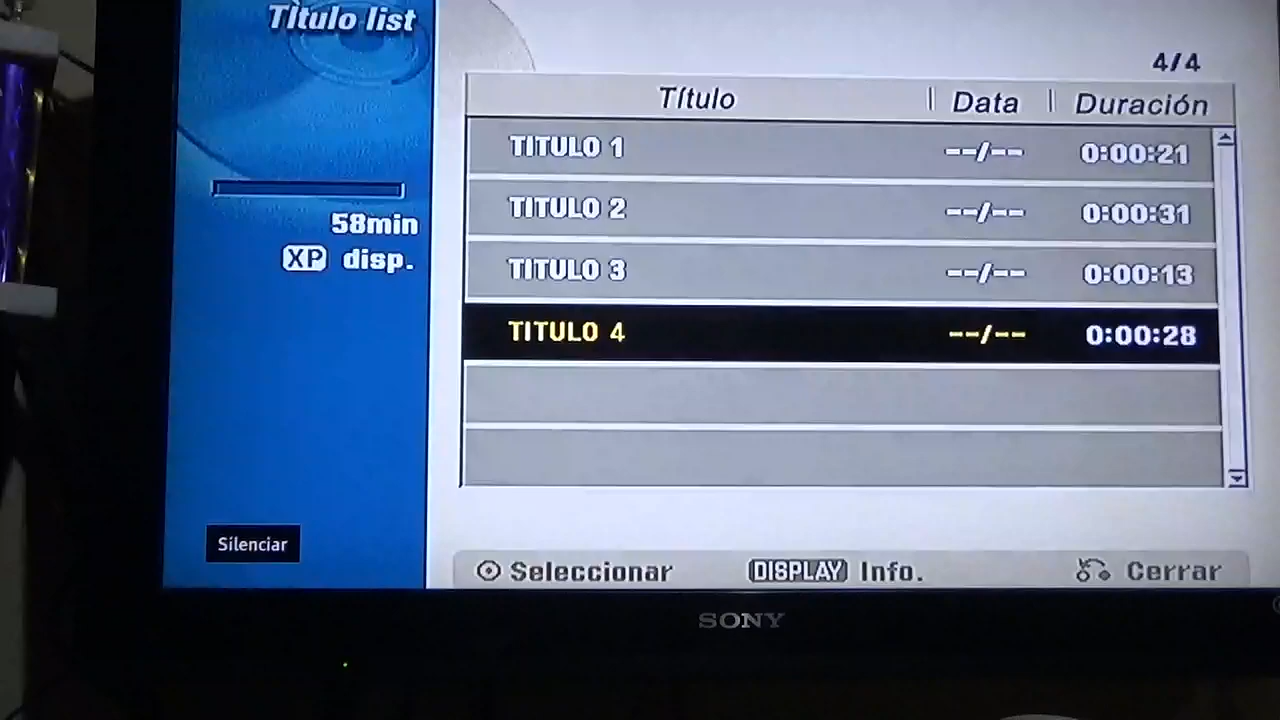 Título list
4/4
Título | Data | Duración
TITULO 1 --/-- 0:00:21
TITULO 2 --/-- 0:00:31
TITULO 3 --/-- 0:00:13
TITULO 4 --/-- 0:00:28
58min
XP disp.
Silenciar
Seleccionar DISPLAY Info. Cerrar
SONY